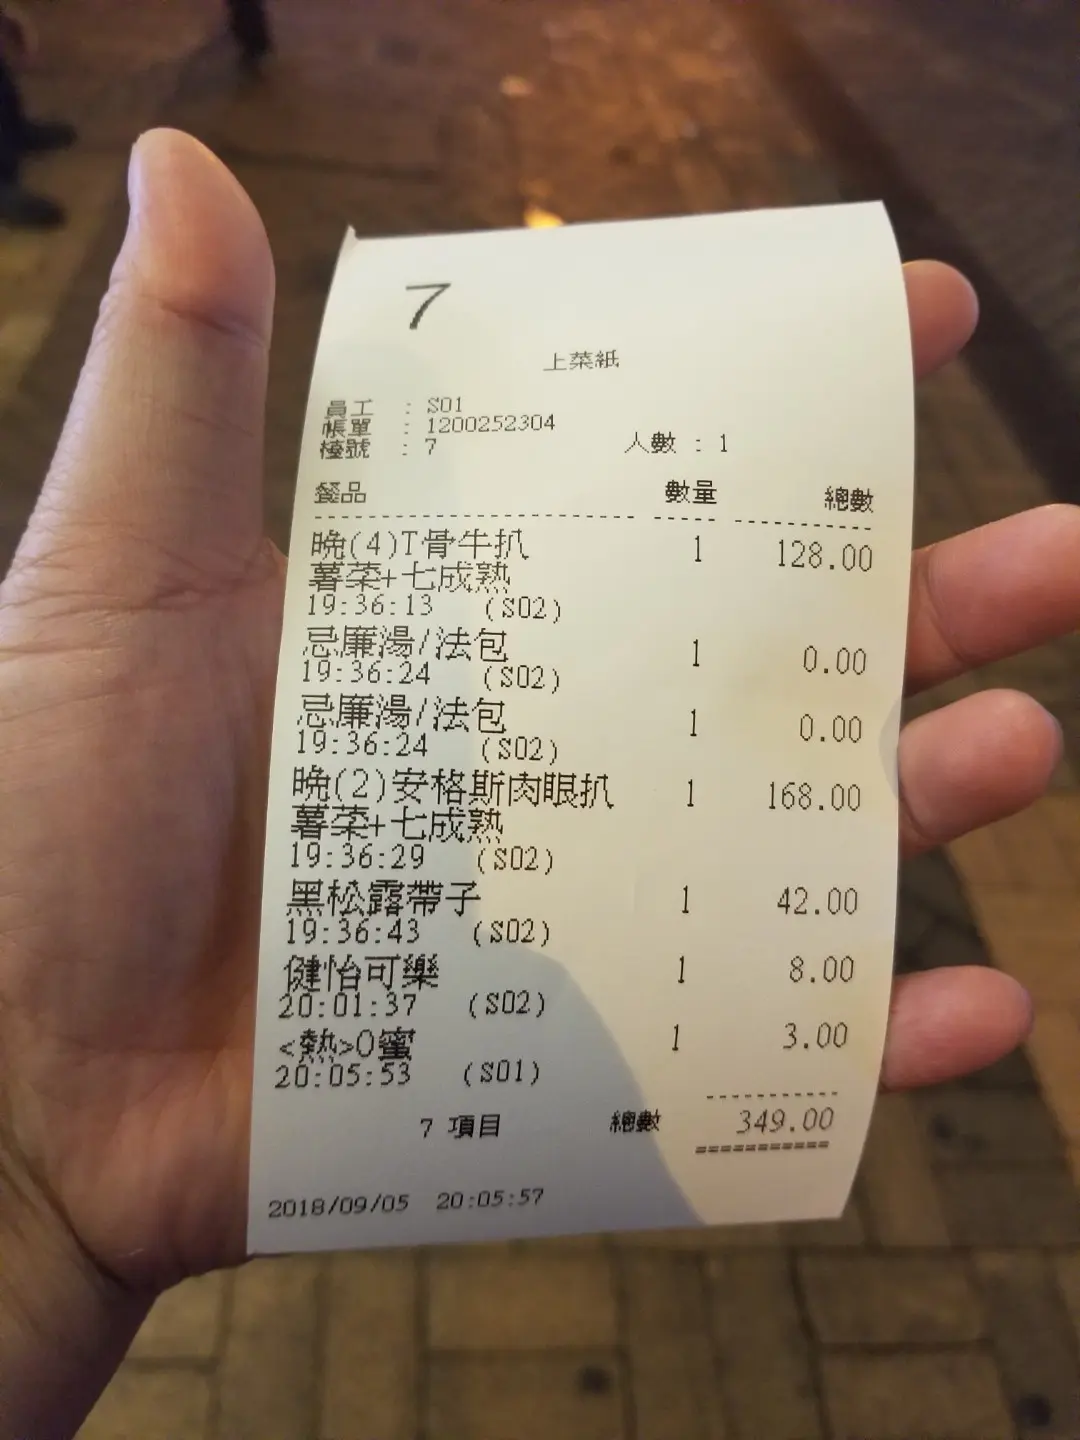 7
上菜紙
員工 : S01
帳單 : 1200252304
檯號 : 7 人數 : 1
餐品 數量 總數
晩(4)T骨牛扒 1 128.00
薯菜+七成熟
19:36:13 (S02)
忌廉湯/法包 1 0.00
19:36:24 (S02)
忌廉湯/法包 1 0.00
19:36:24 (S02)
晩(2)安格斯肉眼扒 1 168.00
薯菜+七成熟
19:36:29 (S02)
黑松露帶子 1 42.00
19:36:43 (S02)
健怡可樂 1 8.00
20:01:37 (S02)
<熱>0蜜 1 3.00
20:05:53 (S01)
7 項目 總數 349.00
2018/09/05 20:05:57